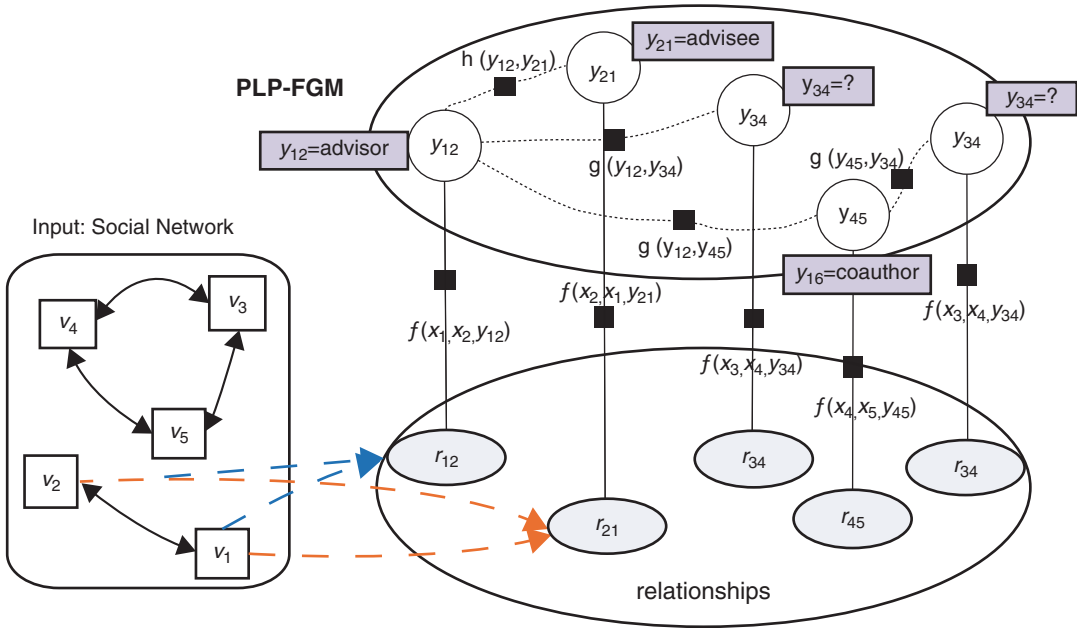 y21=advisee
h (y12,y21)
y21
PLP-FGM
y34=?
y34=?
y34
y34
y12=advisor
y12
g (y12,y34)
g (y45,y34)
y45
Input: Social Network
g (y12,y45)
y16=coauthor
f(x2,x1,y21)
f(x3,x4,y34)
f(x1,x2,y12)
f(x3,x4,y34)
f(x4,x5,y45)
v4
v3
v5
v2
v1
r12
r34
r34
r21
r45
relationships